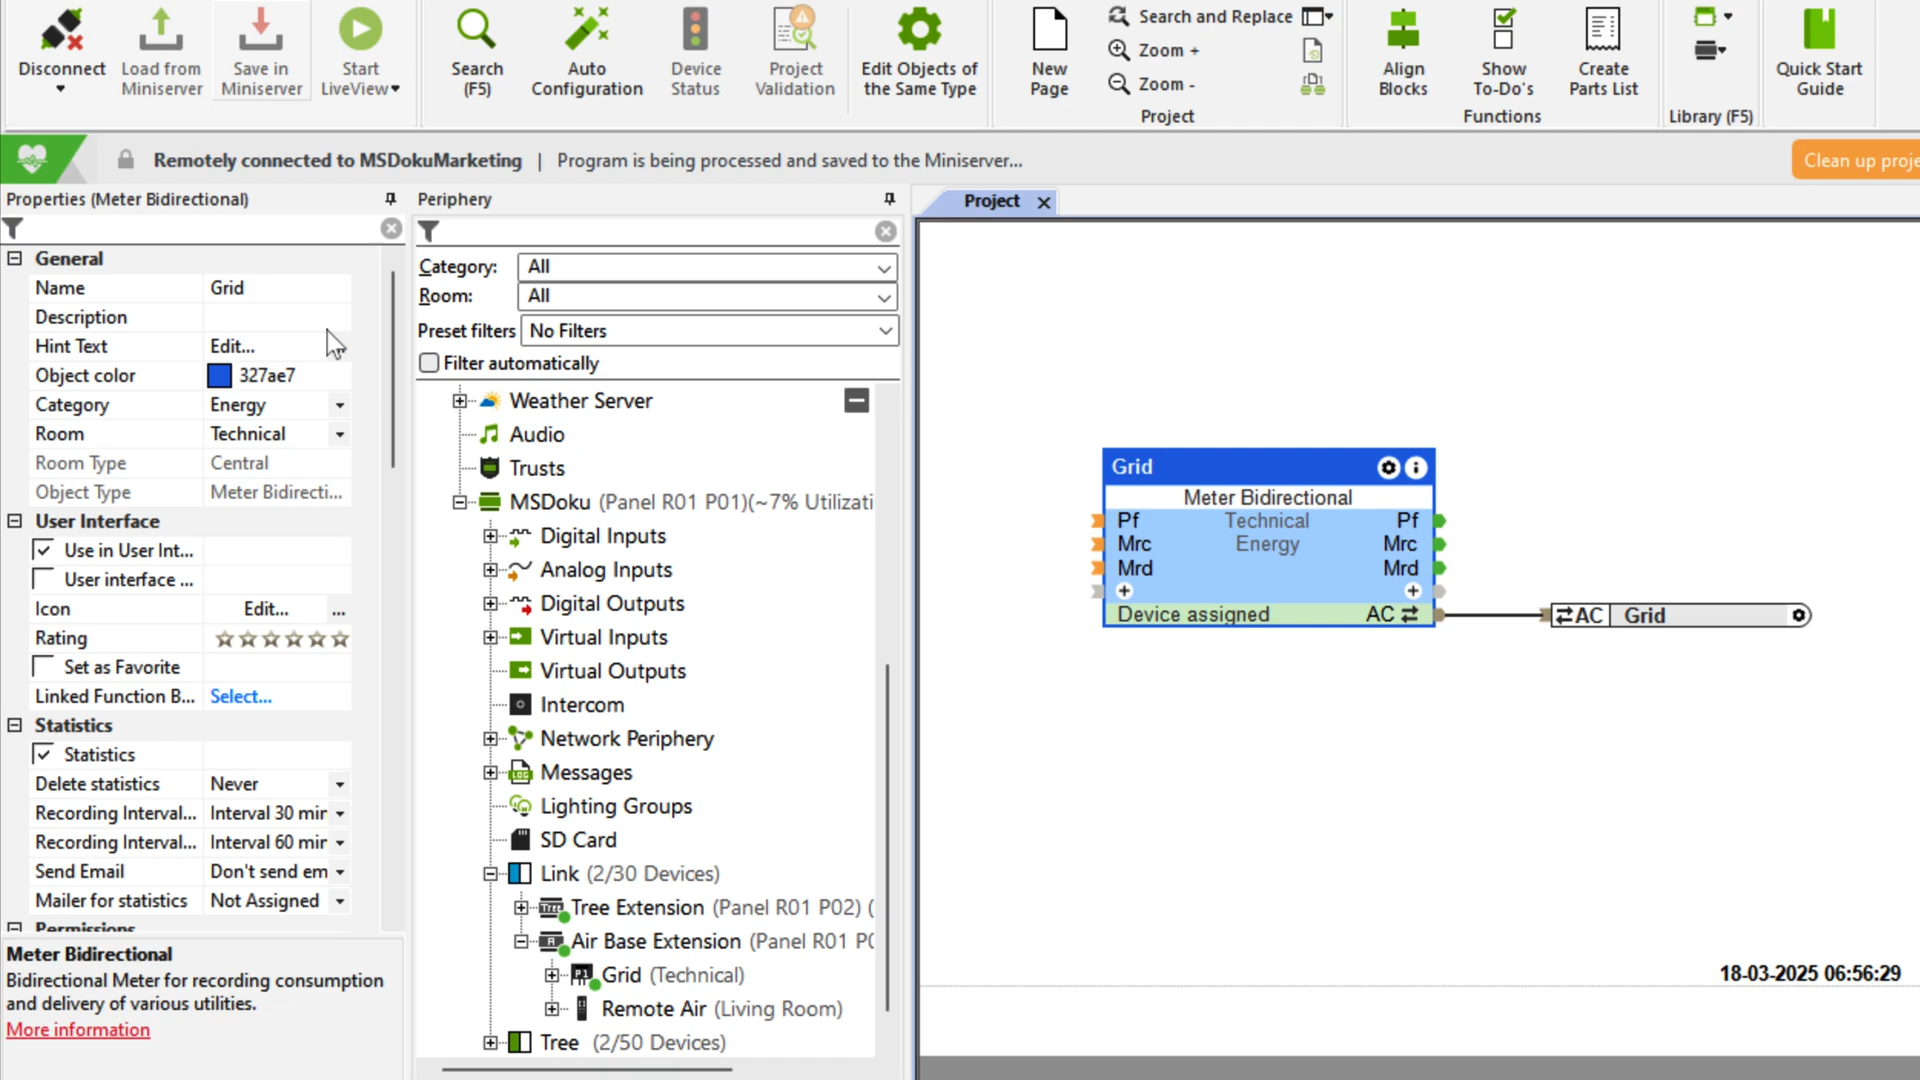 Disconnect
Load from
Miniserver
Save in
Miniserver
Start
LiveView
Search
(F5)
Auto
Configuration
Device
Status
Project
Validation
Edit Objects of
the Same Type
New
Page
Search and Replace
Zoom +
Zoom -
Project
Align
Blocks
Show
To-Do's
Create
Parts List
Functions
Library (F5)
Quick Start
Guide
Remotely connected to MSDokuMarketing | Program is being processed and saved to the Miniserver...
Clean up proje
Properties (Meter Bidirectional)
General
Name Grid
Description
Hint Text Edit...
Object color 327ae7
Category Energy
Room Technical
Room Type Central
Object Type Meter Bidirecti...
User Interface
Use in User Int...
User interface ...
Icon Edit... ...
Rating
Set as Favorite
Linked Function B... Select...
Statistics
Statistics
Delete statistics Never
Recording Interval... Interval 30 mir
Recording Interval... Interval 60 mir
Send Email Don't send em
Mailer for statistics Not Assigned
Permissions
Meter Bidirectional
Bidirectional Meter for recording consumption
and delivery of various utilities.
More information
Periphery
Category: All
Room: All
Preset filters No Filters
Filter automatically
Weather Server
Audio
Trusts
MSDoku (Panel R01 P01)(~7% Utilizati
Digital Inputs
Analog Inputs
Digital Outputs
Virtual Inputs
Virtual Outputs
Intercom
Network Periphery
Messages
Lighting Groups
SD Card
Link (2/30 Devices)
Tree Extension (Panel R01 P02) (
Air Base Extension (Panel R01 P0
Grid (Technical)
Remote Air (Living Room)
Tree (2/50 Devices)
Project
Grid
Meter Bidirectional
Pf Technical Pf
Mrc Energy Mrc
Mrd Mrd
Device assigned AC
AC Grid
18-03-2025 06:56:29